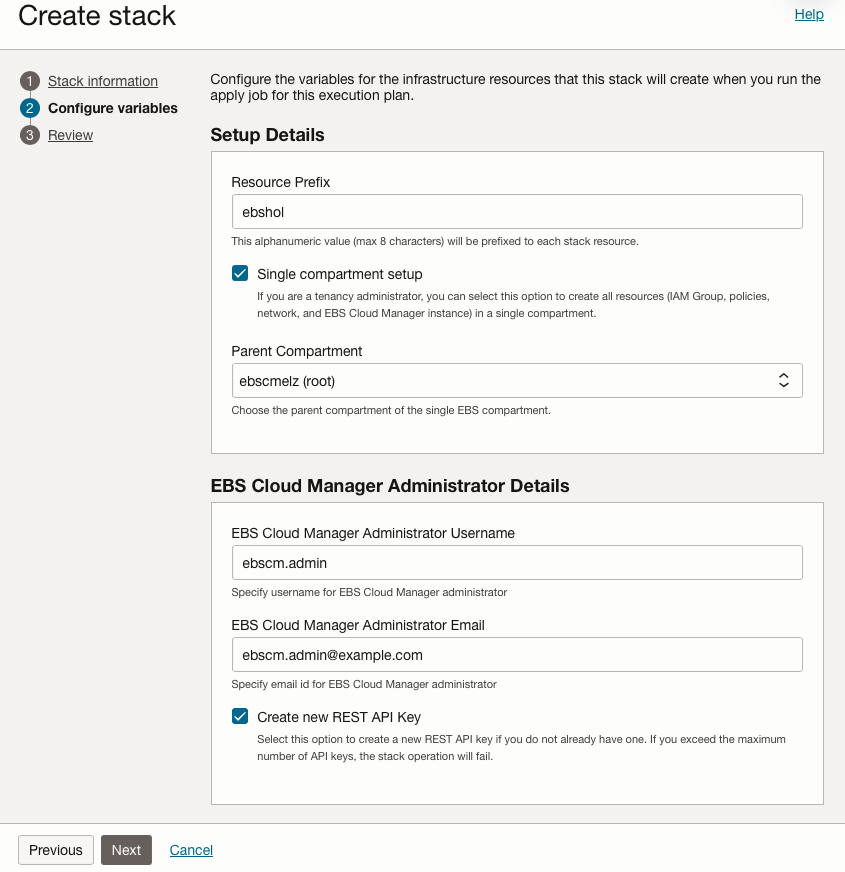 Create stack
Help
1 Stack information
2 Configure variables
3 Review
Configure the variables for the infrastructure resources that this stack will create when you run the
apply job for this execution plan.
Setup Details
Resource Prefix
ebshol
This alphanumeric value (max 8 characters) will be prefixed to each stack resource.
Single compartment setup
If you are a tenancy administrator, you can select this option to create all resources (IAM Group, policies,
network, and EBS Cloud Manager instance) in a single compartment.
Parent Compartment
ebscmelz (root)
Choose the parent compartment of the single EBS compartment.
EBS Cloud Manager Administrator Details
EBS Cloud Manager Administrator Username
ebscm.admin
Specify username for EBS Cloud Manager administrator
EBS Cloud Manager Administrator Email
ebscm.admin@example.com
Specify email id for EBS Cloud Manager administrator
Create new REST API Key
Select this option to create a new REST API key if you do not already have one. If you exceed the maximum
number of API keys, the stack operation will fail.
Previous Next Cancel